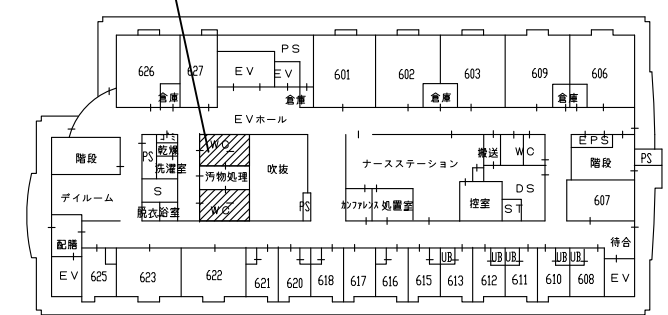 PS
626
627
EV
EV
601
602
603
609
606
倉庫
倉庫
倉庫
倉庫
EVホール
WC
EPS
PS
階段
PS
乾燥
洗濯室
汚物処理
吹抜
ナースステーション
搬送
WC
階段
デイルーム
S
DS
607
脱衣
浴室
WC
PS
カンファレンス
処置室
控室
ST
配膳
待合
EV
625
623
622
621
620
618
617
616
615
UB
613
UB
UB
612
611
UB
UB
610
608
EV